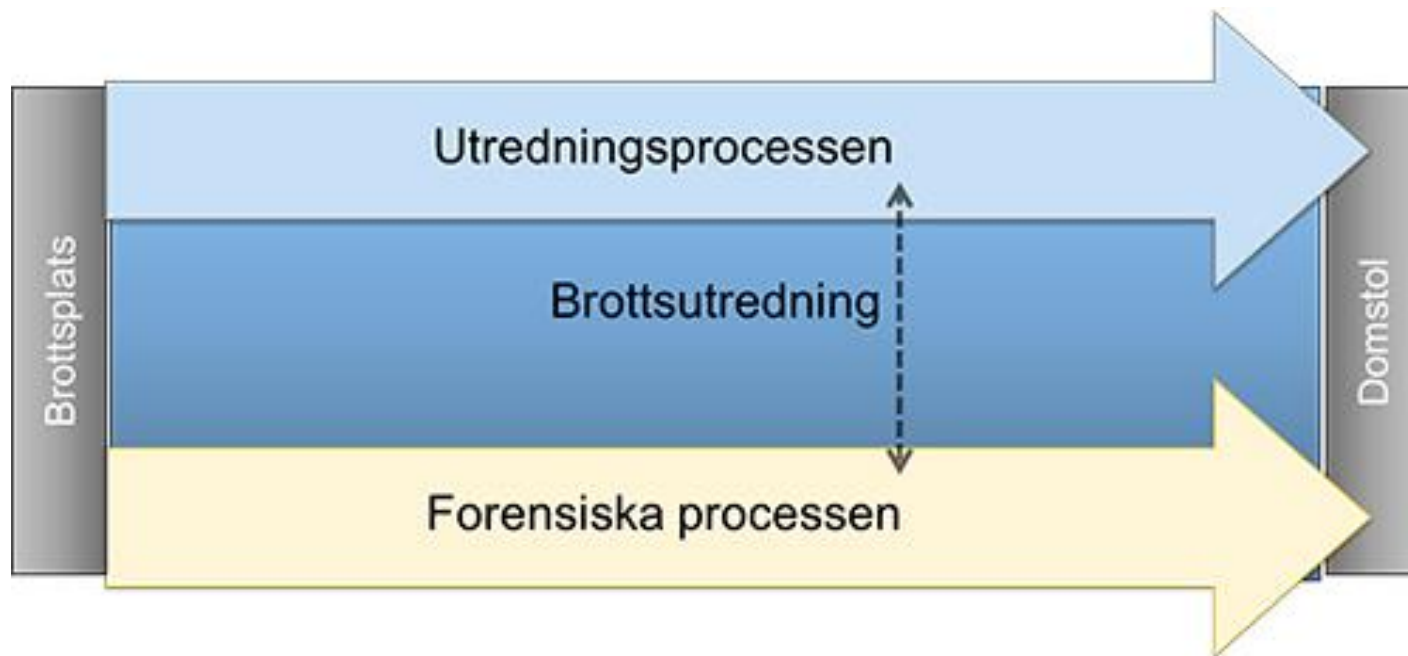 Brottsplats
Utredningsprocessen
Brottsutredning
Forensiska processen
Domstol